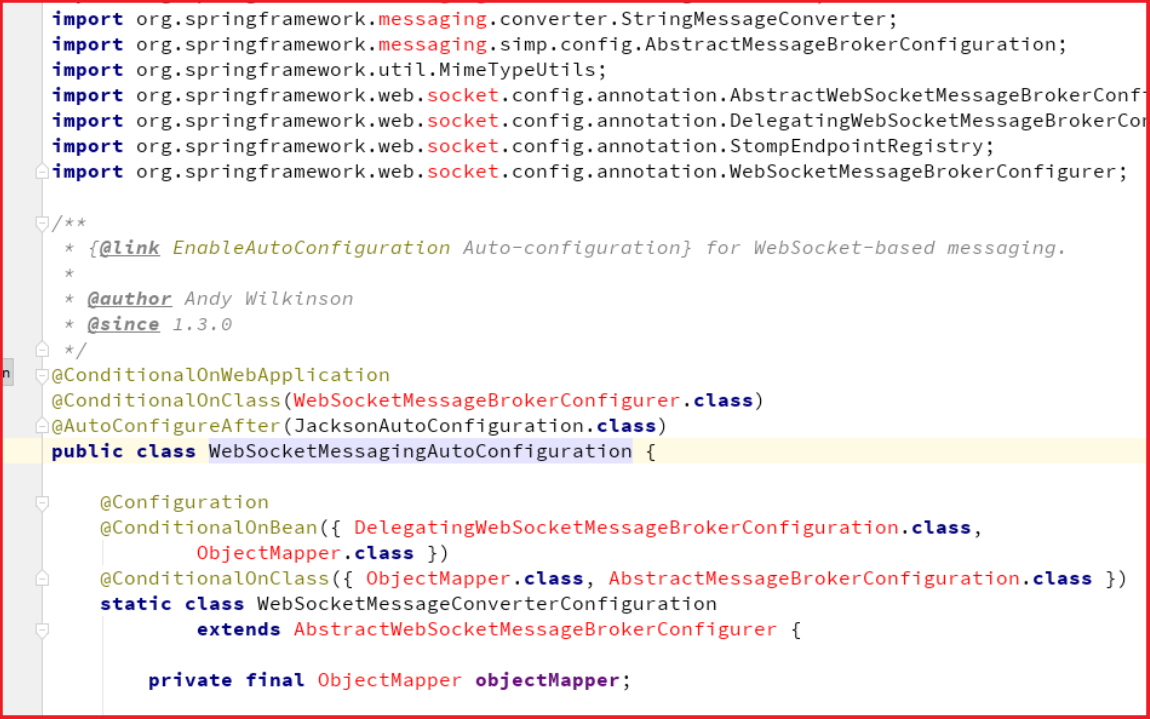 import org.springframework.messaging.converter.StringMessageConverter;
import org.springframework.messaging.simp.config.AbstractMessageBrokerConfiguration;
import org.springframework.util.MimeTypeUtils;
import org.springframework.web.socket.config.annotation.AbstractWebSocketMessageBrokerConf
import org.springframework.web.socket.config.annotation.DelegatingWebSocketMessageBrokerCo
import org.springframework.web.socket.config.annotation.StompEndpointRegistry;
import org.springframework.web.socket.config.annotation.WebSocketMessageBrokerConfigurer;
/**
* {@link EnableAutoConfiguration Auto-configuration} for WebSocket-based messaging.
*
* @author Andy Wilkinson
* @since 1.3.0
*/
n
@ConditionalOnWebApplication
@ConditionalOnClass(WebSocketMessageBrokerConfigurer.class)
@AutoConfigureAfter(JacksonAutoConfiguration.class)
public class WebSocketMessagingAutoConfiguration {
@Configuration
@ConditionalOnBean({ DelegatingWebSocketMessageBrokerConfiguration.class,
ObjectMapper.class })
@ConditionalOnClass({ ObjectMapper.class, AbstractMessageBrokerConfiguration.class })
static class WebSocketMessageConverterConfiguration
extends AbstractWebSocketMessageBrokerConfigurer {
private final ObjectMapper objectMapper;